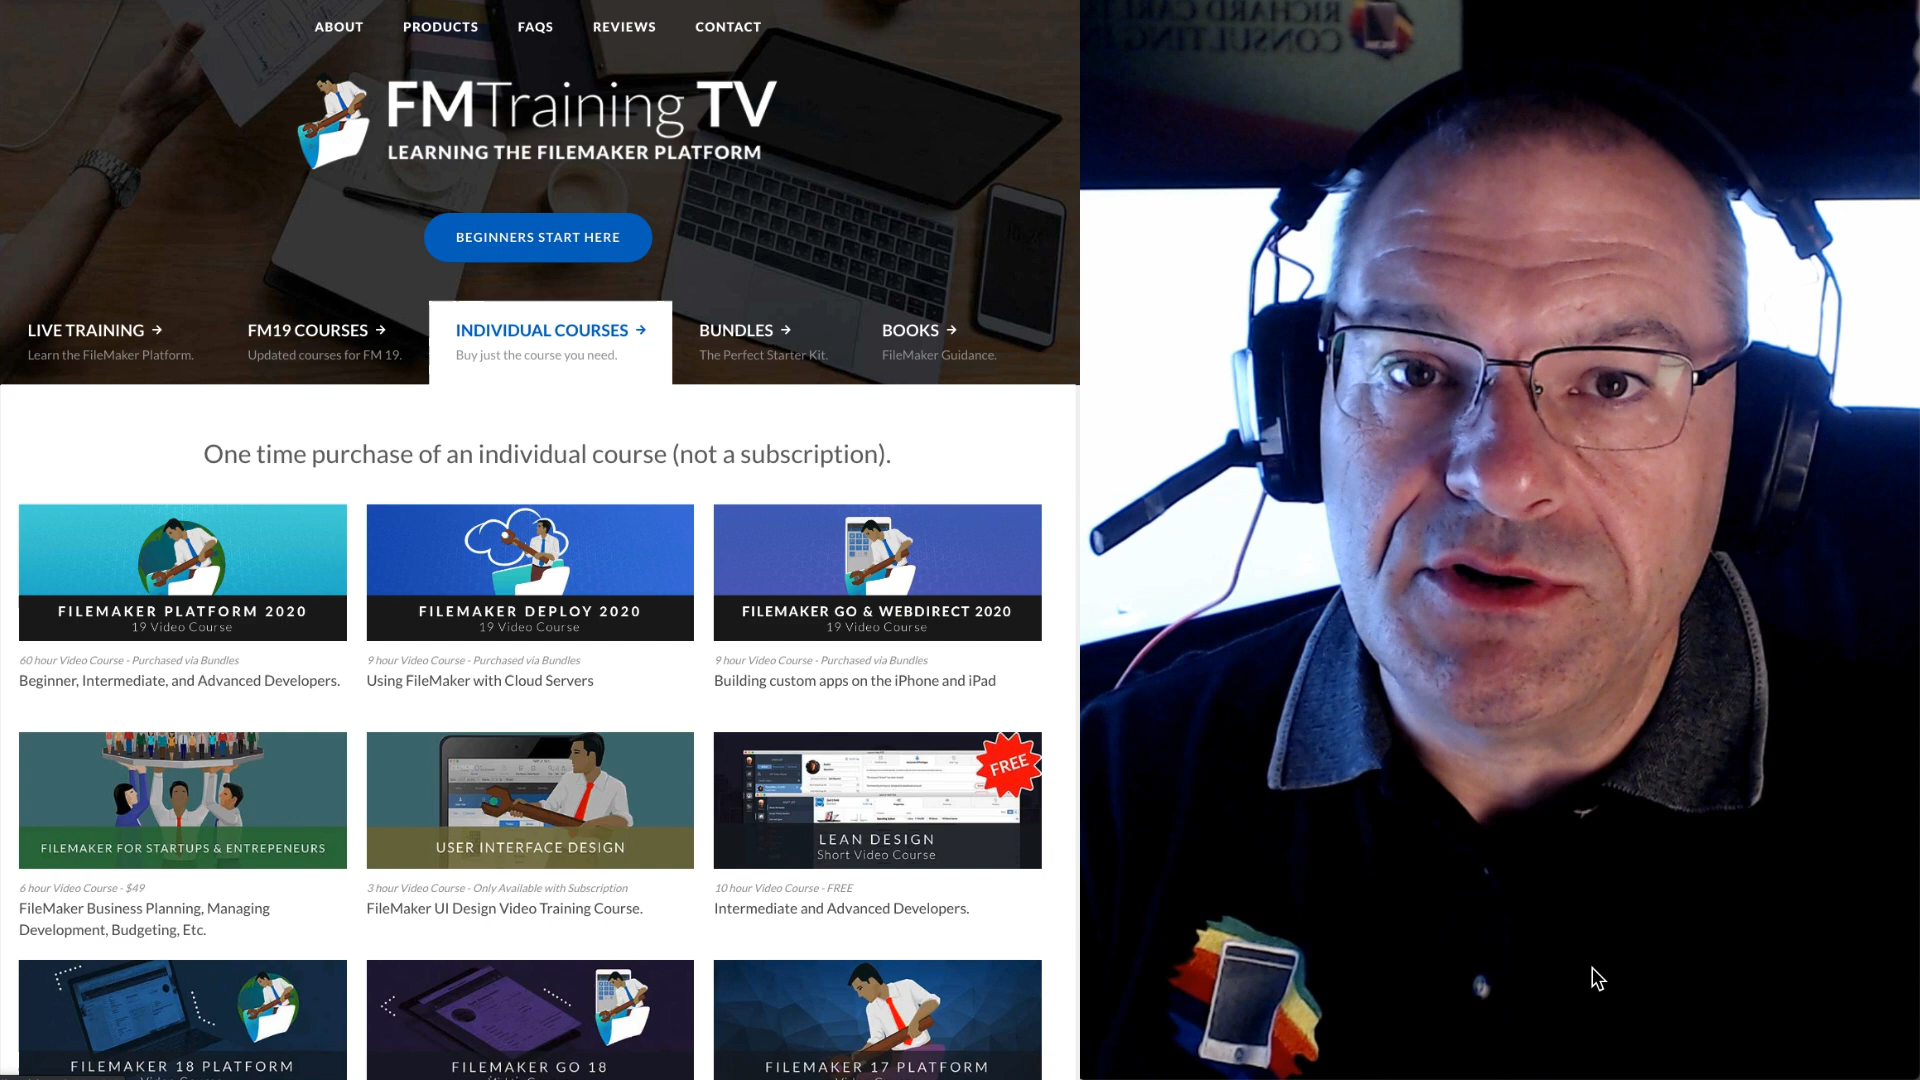 ABOUT PRODUCTS FAQS REVIEWS CONTACT
FMTraining TV
LEARNING THE FILEMAKER PLATFORM
BEGINNERS START HERE
LIVE TRAINING →
Learn the FileMaker Platform.
FM19 COURSES →
Updated courses for FM 19.
INDIVIDUAL COURSES →
Buy just the course you need.
BUNDLES →
The Perfect Starter Kit.
BOOKS →
FileMaker Guidance.
One time purchase of an individual course (not a subscription).
FILEMAKER PLATFORM 2020
19 Video Course
60 hour Video Course - Purchased via Bundles
Beginner, Intermediate, and Advanced Developers.
FILEMAKER DEPLOY 2020
19 Video Course
9 hour Video Course - Purchased via Bundles
Using FileMaker with Cloud Servers
FILEMAKER GO & WEBDIRECT 2020
19 Video Course
9 hour Video Course - Purchased via Bundles
Building custom apps on the iPhone and iPad
FILEMAKER FOR STARTUPS & ENTREPENEURS
6 hour Video Course - $49
FileMaker Business Planning, Managing
Development, Budgeting, Etc.
USER INTERFACE DESIGN
3 hour Video Course - Only Available with Subscription
FileMaker UI Design Video Training Course.
FREE
LEAN DESIGN
Short Video Course
10 hour Video Course - FREE
Intermediate and Advanced Developers.
FILEMAKER 18 PLATFORM
FILEMAKER GO 18
FILEMAKER 17 PLATFORM
RICHARD CARL
CONSULTING